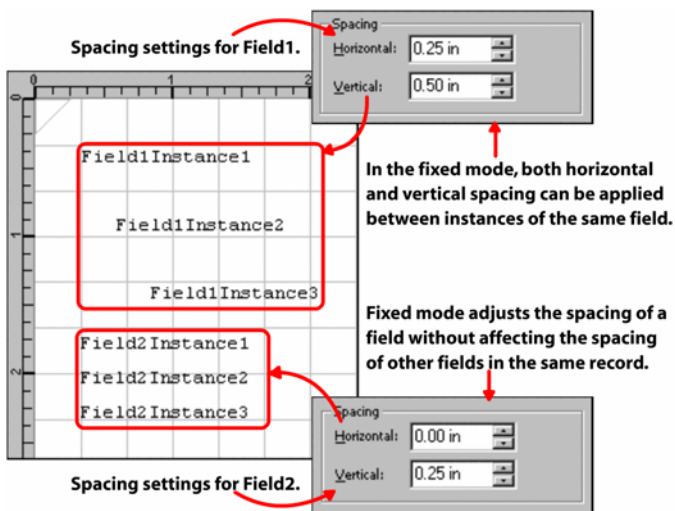 Spacing settings for Field1.
Spacing
Horizontal: 0.25 in
Vertical: 0.50 in
0 1 2
0
Field1Instance1
Field1Instance2
1
Field1Instance3
In the fixed mode, both horizontal
and vertical spacing can be applied
between instances of the same field.
Fixed mode adjusts the spacing of a
field without affecting the spacing
of other fields in the same record.
Field2Instance1
2
Field2Instance2
Field2Instance3
Spacing
Horizontal: 0.00 in
Vertical: 0.25 in
Spacing settings for Field2.